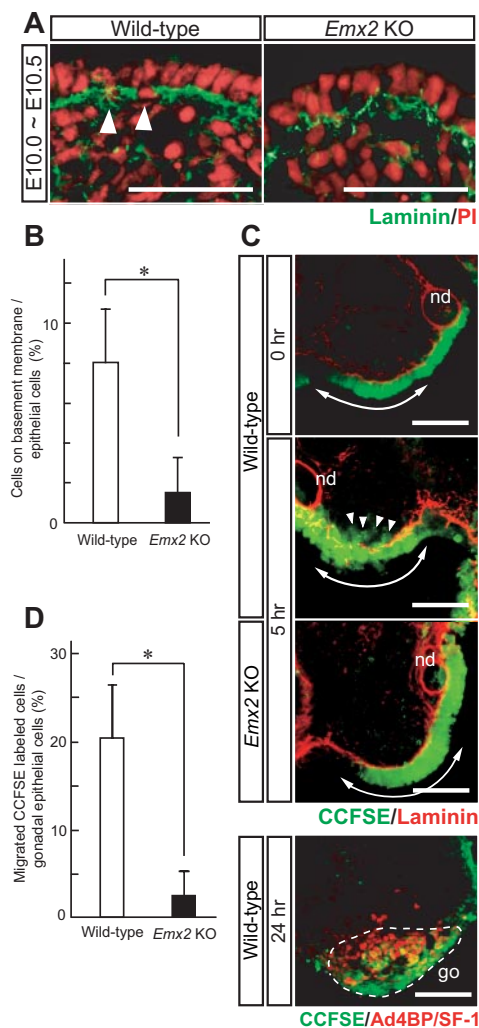 A
Wild-type
Emx2 KO
E10.0 ~ E10.5
Laminin/PI
B
Cells on basement membrane /
epithelial cells (%)
10
0
*
Wild-type
Emx2 KO
C
Wild-type
0 hr
nd
5 hr
nd
Emx2 KO
nd
CCFSE/Laminin
Wild-type
24 hr
go
CCFSE/Ad4BP/SF-1
D
Migrated CCFSE labeled cells /
gonadal epithelial cells (%)
30
20
10
0
*
Wild-type
Emx2 KO